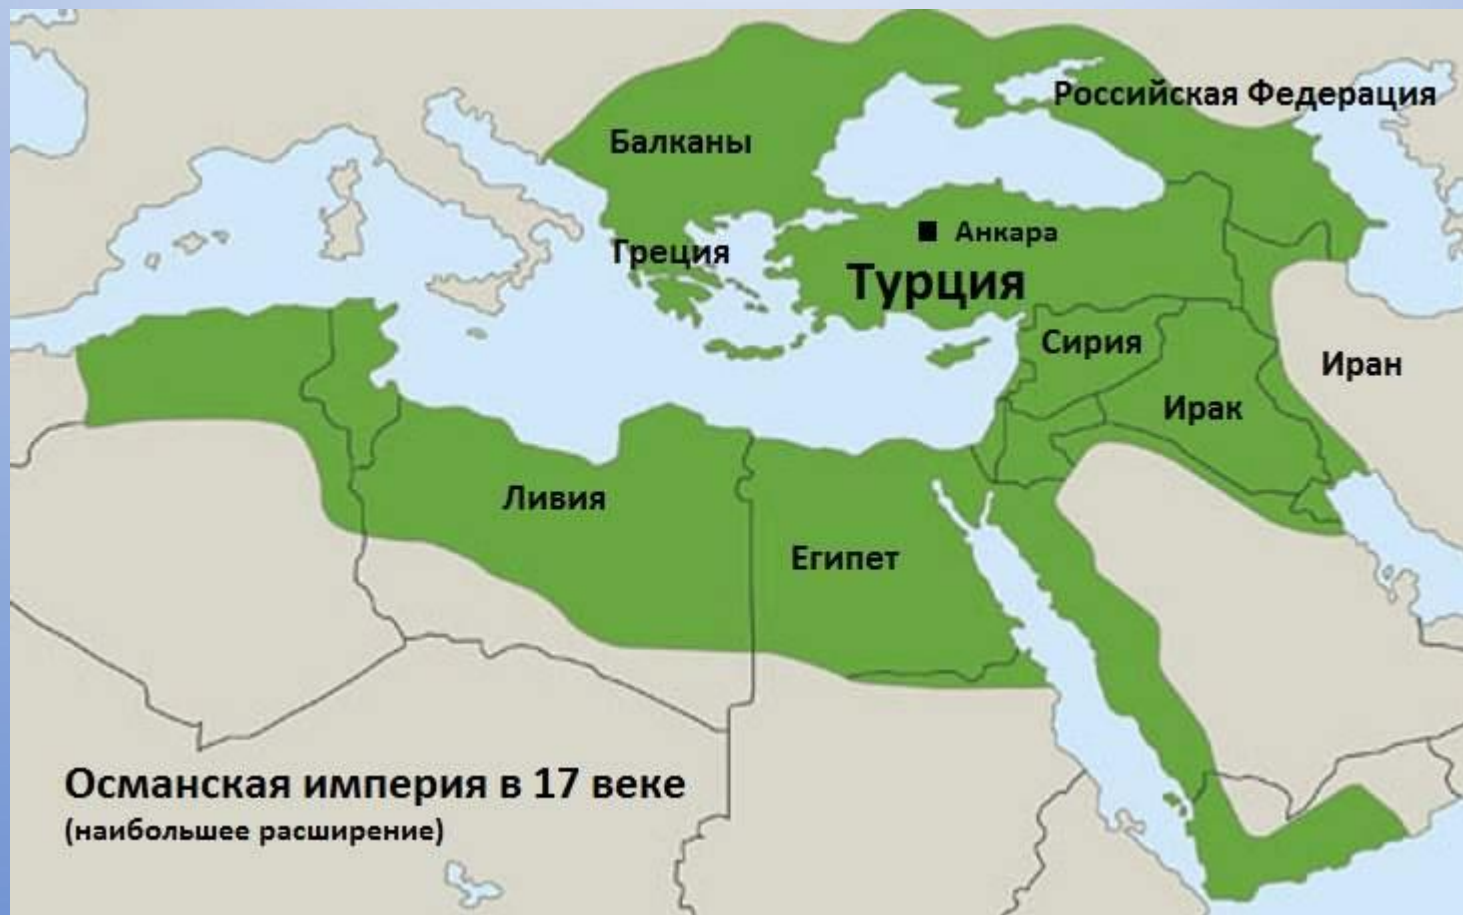 Российская Федерация
Балканы
Анкара
Греция
Турция
Сирия
Иран
Ирак
Ливия
Египет
Османская империя в 17 веке
(наибольшее расширение)